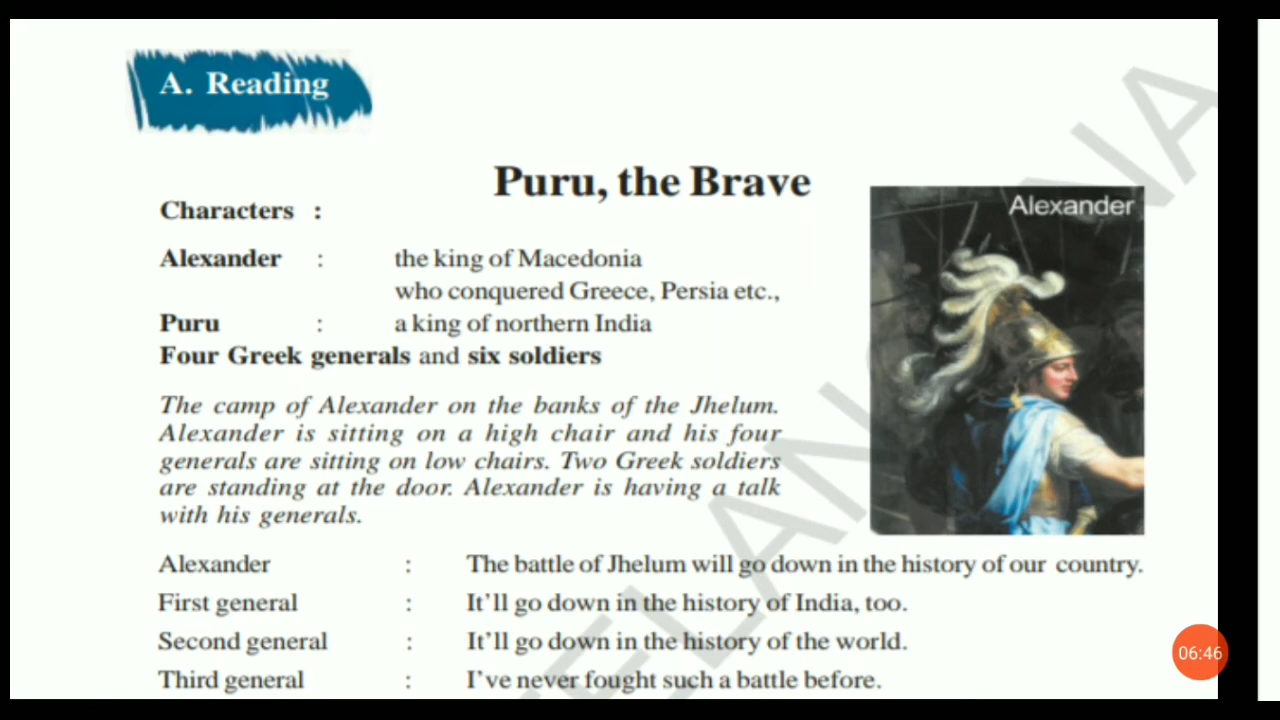 A. Reading
Puru, the Brave
Characters :
Alexander
Alexander : the king of Macedonia
who conquered Greece, Persia etc.,
Puru : a king of northern India
Four Greek generals and six soldiers
The camp of Alexander on the banks of the Jhelum.
Alexander is sitting on a high chair and his four
generals are sitting on low chairs. Two Greek soldiers
are standing at the door. Alexander is having a talk
with his generals.
Alexander : The battle of Jhelum will go down in the history of our country.
First general : It'll go down in the history of India, too.
Second general : It'll go down in the history of the world.
Third general : I've never fought such a battle before.
06:46